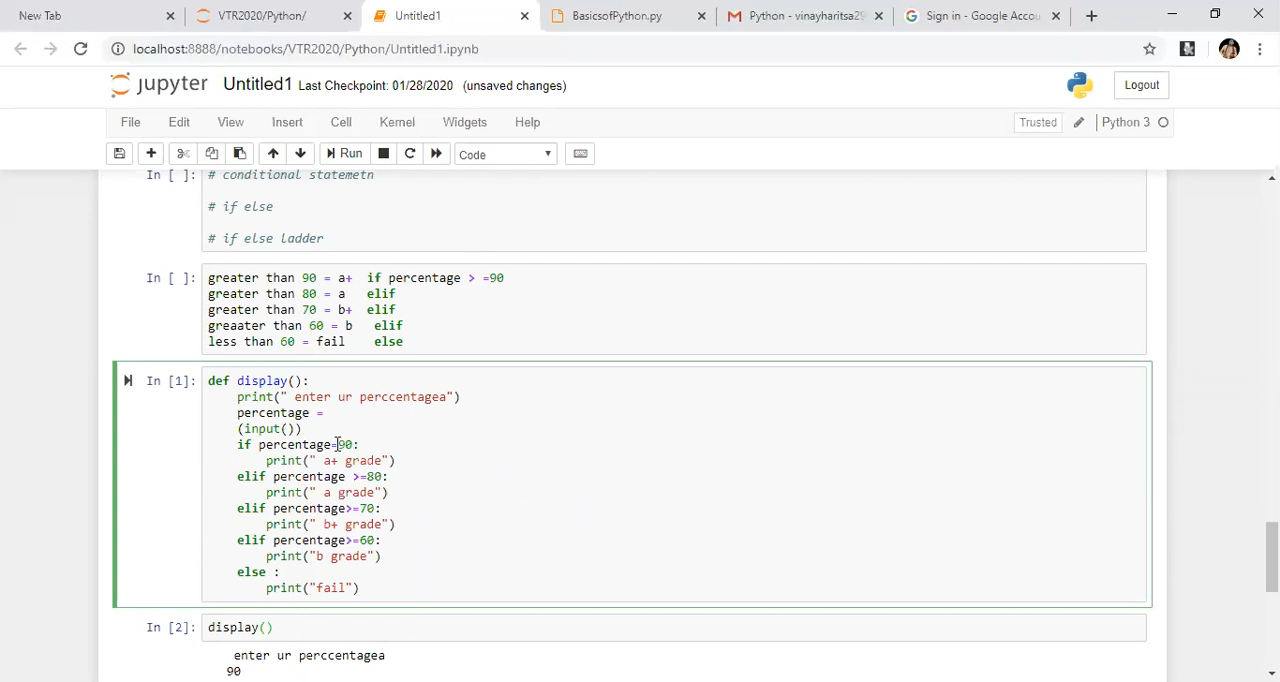 New Tab
VTR2020/Python/
Untitled1
BasicsofPython.py
Python - vinayharitsa29
Sign in - Google Accou
localhost:8888/notebooks/VTR2020/Python/Untitled1.ipynb
jupyter Untitled1 Last Checkpoint: 01/28/2020 (unsaved changes)
Logout
File Edit View Insert Cell Kernel Widgets Help
Trusted
Python 3
Run
Code
In [ ]: # conditional statemetn
# if else
# if else ladder
In [ ]: greater than 90 = a+  if percentage > =90
greater than 80 = a   elif
greater than 70 = b+  elif
greaater than 60 = b   elif
less than 60 = fail    else
In [1]: def display():
    print(" enter ur perccentagea")
    percentage =
    (input())
    if percentage=90:
        print(" a+ grade")
    elif percentage >=80:
        print(" a grade")
    elif percentage>=70:
        print(" b+ grade")
    elif percentage>=60:
        print("b grade")
    else :
        print("fail")
In [2]: display()
 enter ur perccentagea
90